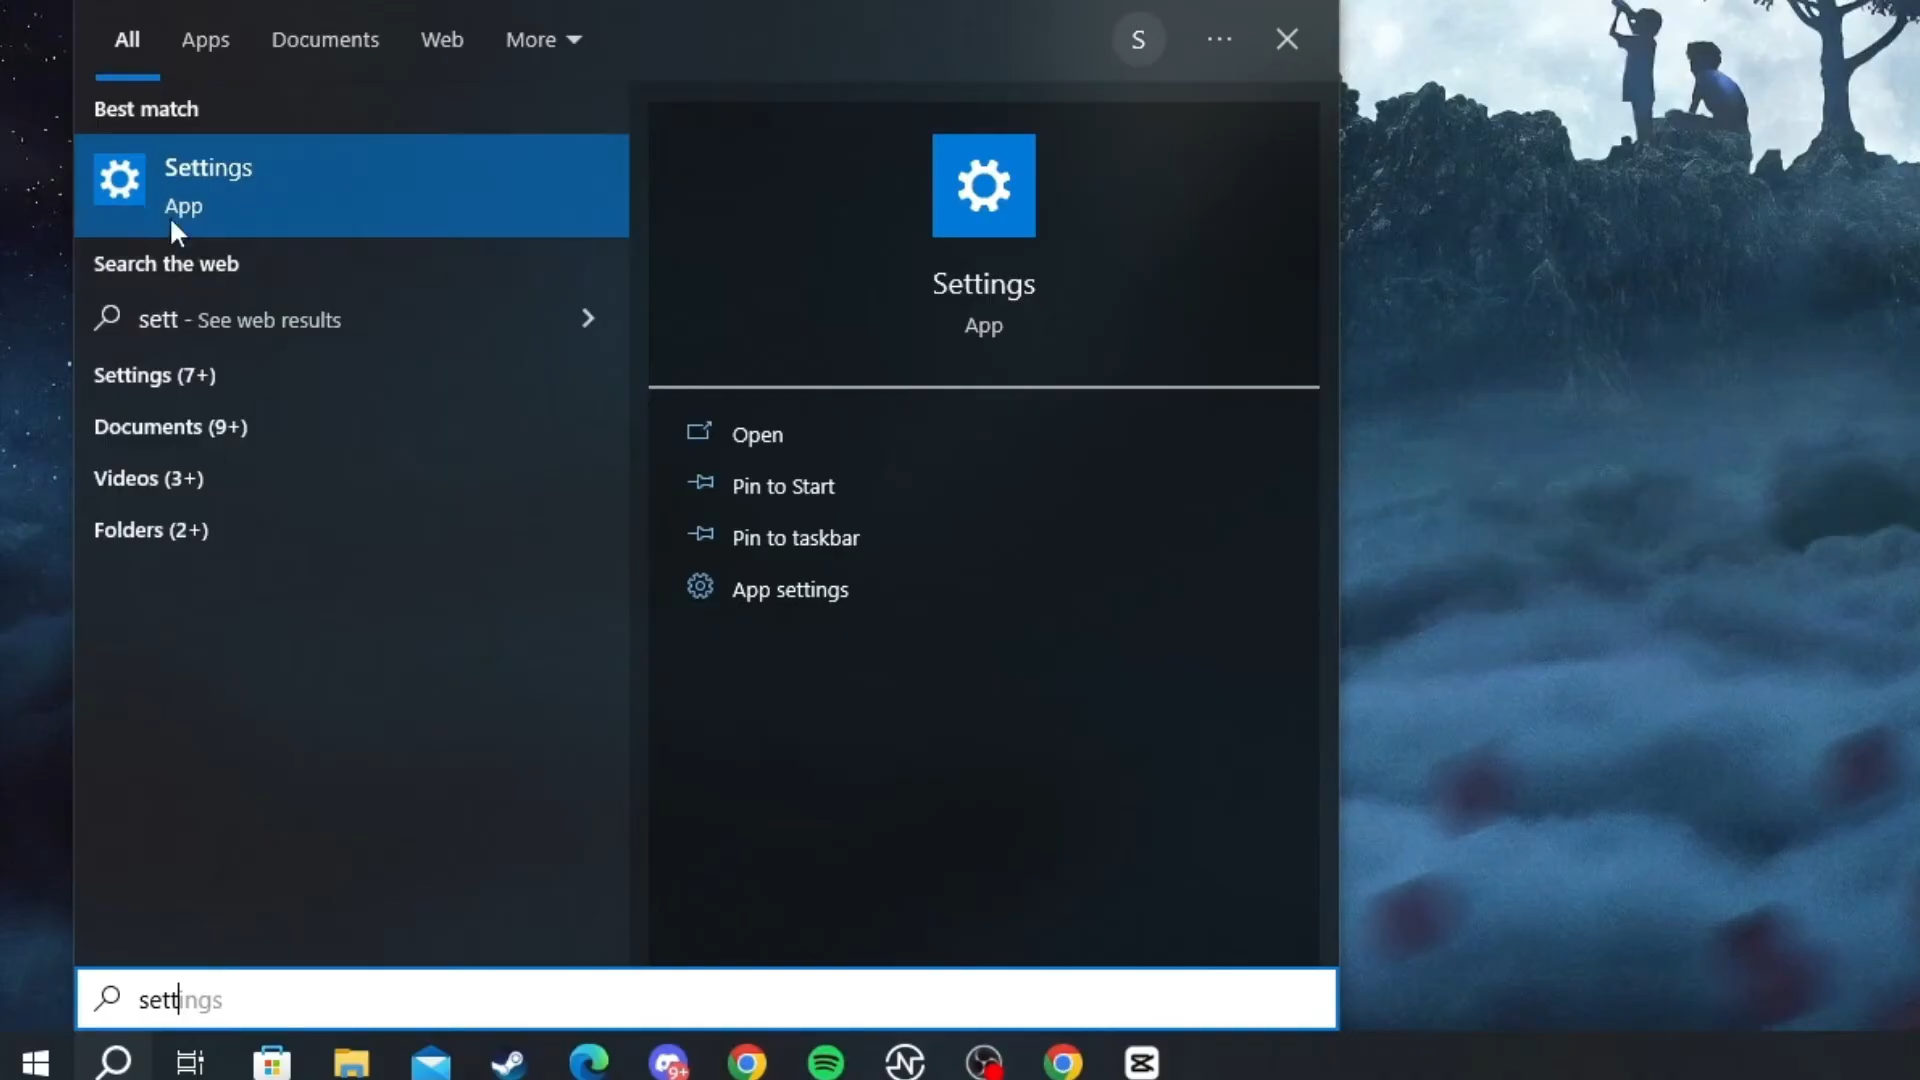 All Apps Documents Web More S ···
Best match
Settings
App
Search the web
sett - See web results
Settings (7+)
Documents (9+)
Videos (3+)
Folders (2+)
Settings
App
Open
Pin to Start
Pin to taskbar
App settings
settings
9+